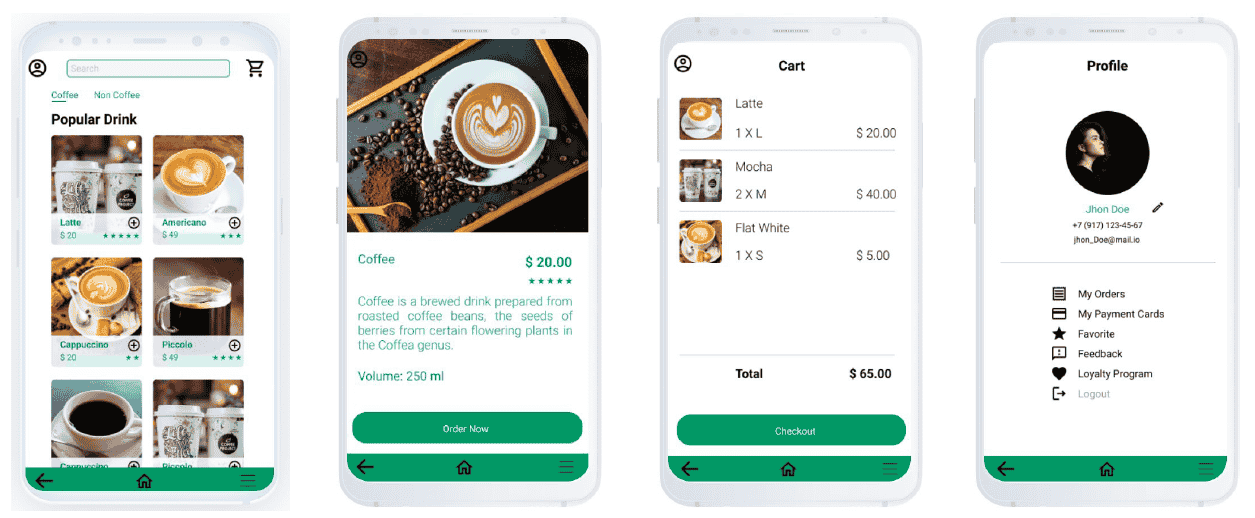 Search
Coffee Non Coffee
Popular Drink
COFFEE PROJECT
Latte
$ 20
Americano
$ 49
Cappuccino
$ 20
Piccolo
$ 49
COFFEE PROJECT
Cappuccino
Piccolo
Coffee
$ 20.00
Coffee is a brewed drink prepared from
roasted coffee beans, the seeds of
berries from certain flowering plants in
the Coffea genus.
Volume: 250 ml
Order Now
Cart
Latte
1 X L $ 20.00
Mocha
2 X M $ 40.00
Flat White
1 X S $ 5.00
Total $ 65.00
Checkout
Profile
Jhon Doe
+7 (917) 123-45-67
jhon_Doe@mail.io
My Orders
My Payment Cards
Favorite
Feedback
Loyalty Program
Logout